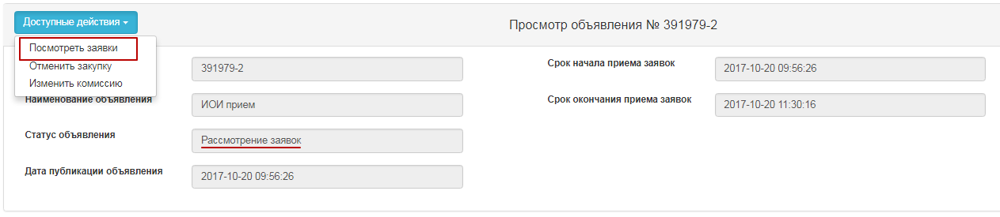 Доступные действия
Просмотр объявления № 391979-2
Посмотреть заявки
Отменить закупку
Изменить комиссию
391979-2
Срок начала приема заявок
2017-10-20 09:56:26
Наименование объявления
ИОИ прием
Срок окончания приема заявок
2017-10-20 11:30:16
Статус объявления
Рассмотрение заявок
Дата публикации объявления
2017-10-20 09:56:26